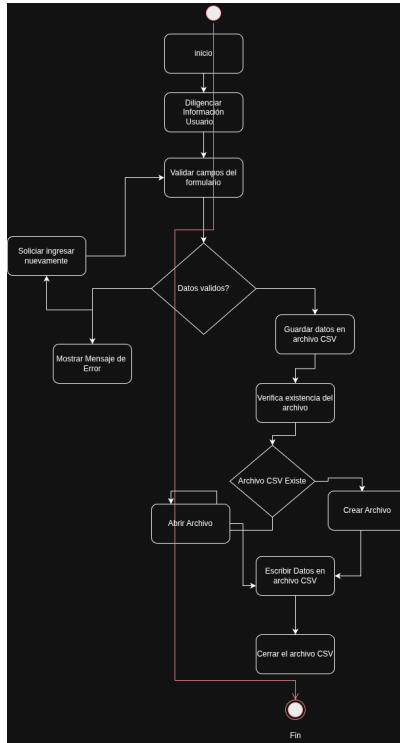 inicio
Diligenciar
Información
Usuario
Validar campos del
formulario
Soliciar ingresar
nuevamente
Datos validos?
Guardar datos en
archivo CSV
Mostrar Mensaje de
Error
Verifica existencia del
archivo
Archivo CSV Existe
Abrir Archivo
Crear Archivo
Escribir Datos en
archivo CSV
Cerrar el archivo CSV
Fin